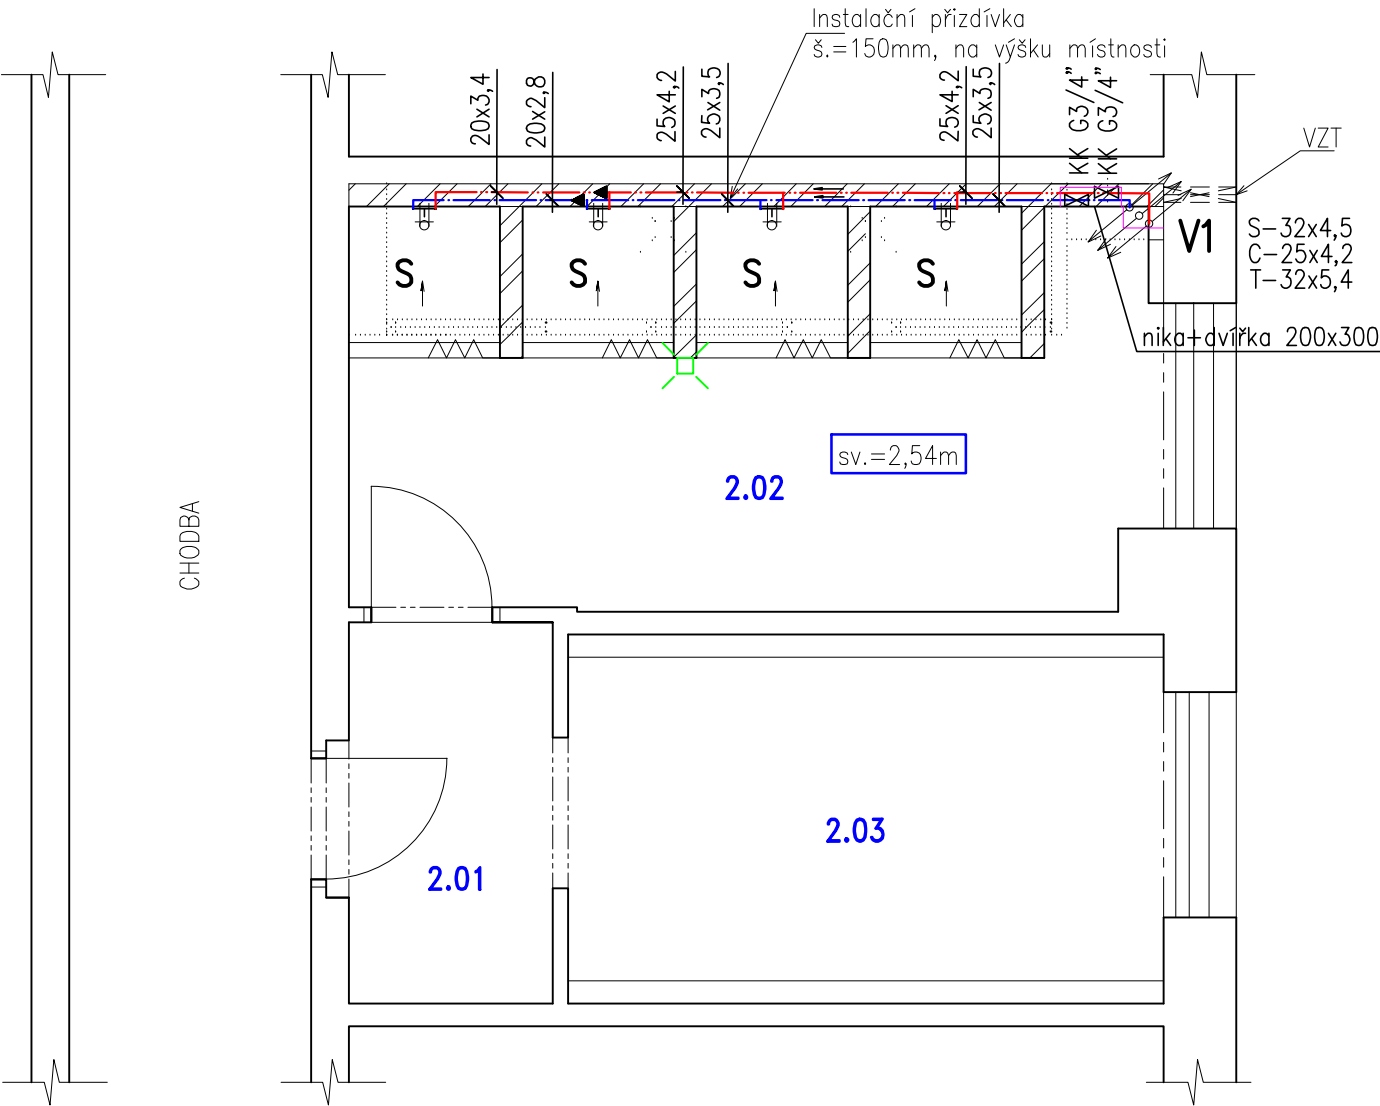 Instalační přizdívka
š.=150mm, na výšku místnosti
20x3,4
20x2,8
25x4,2
25x3,5
25x4,2
25x3,5
KK G3/4"
KK G3/4"
VZT
V1
S-32x4,5
C-25x4,2
T-32x5,4
S
S
S
S
nika+dvířka 200x300
sv.=2,54m
2.02
CHODBA
2.03
2.01